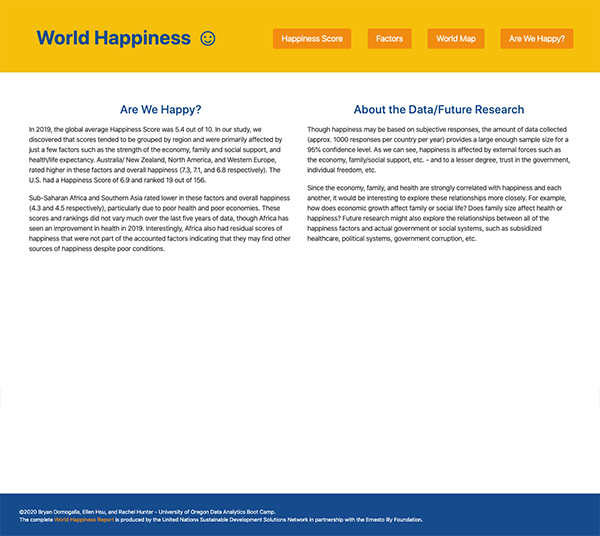 World Happiness
Happiness Score
Factors
World Map
Are We Happy?
Are We Happy?
In 2019, the global average Happiness Score was 5.4 out of 10. In our study, we
discovered that scores tended to be grouped by region and were primarily affected by
just a few factors such as the strength of the economy, family and social support, and
health/life expectancy. Australia/ New Zealand, North America, and Western Europe,
rated higher in these factors and overall happiness (7.3, 7.1, and 6.8 respectively). The
U.S. had a Happiness Score of 6.9 and ranked 19 out of 156.
Sub-Saharan Africa and Southern Asia rated lower in these factors and overall happiness
(4.3 and 4.5 respectively), particularly due to poor health and poor economies. These
scores and rankings did not vary much over the last five years of data, though Africa has
seen an improvement in health in 2019. Interestingly, Africa also had residual scores of
happiness that were not part of the accounted factors indicating that they may find other
sources of happiness despite poor conditions.
About the Data/Future Research
Though happiness may be based on subjective responses, the amount of data collected
(approx. 1000 responses per country per year) provides a large enough sample size for a
95% confidence level. As we can see, happiness is affected by external forces such as
the economy, family/social support, etc. - and to a lesser degree, trust in the government,
individual freedom, etc.
Since the economy, family, and health are strongly correlated with happiness and each
another, it would be interesting to explore these relationships more closely. For example,
how does economic growth affect family or social life? Does family size affect health or
happiness? Future research might also explore the relationships between all of the
happiness factors and actual government or social systems, such as subsidized
healthcare, political systems, government corruption, etc.
©2020 Bryan Domogalla, Ellen Hsu, and Rachel Hunter - University of Oregon Data Analytics Boot Camp.
The complete World Happiness Report is produced by the United Nations Sustainable Development Solutions Network in partnership with the Ernesto Illy Foundation.